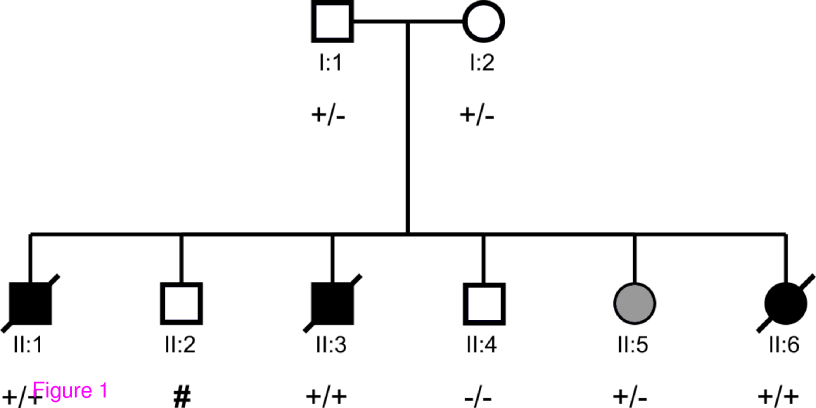 I:1 I:2
+/- +/-
II:1 II:2 II:3 II:4 II:5 II:6
+/+ # +/+ -/- +/- +/+
Figure 1